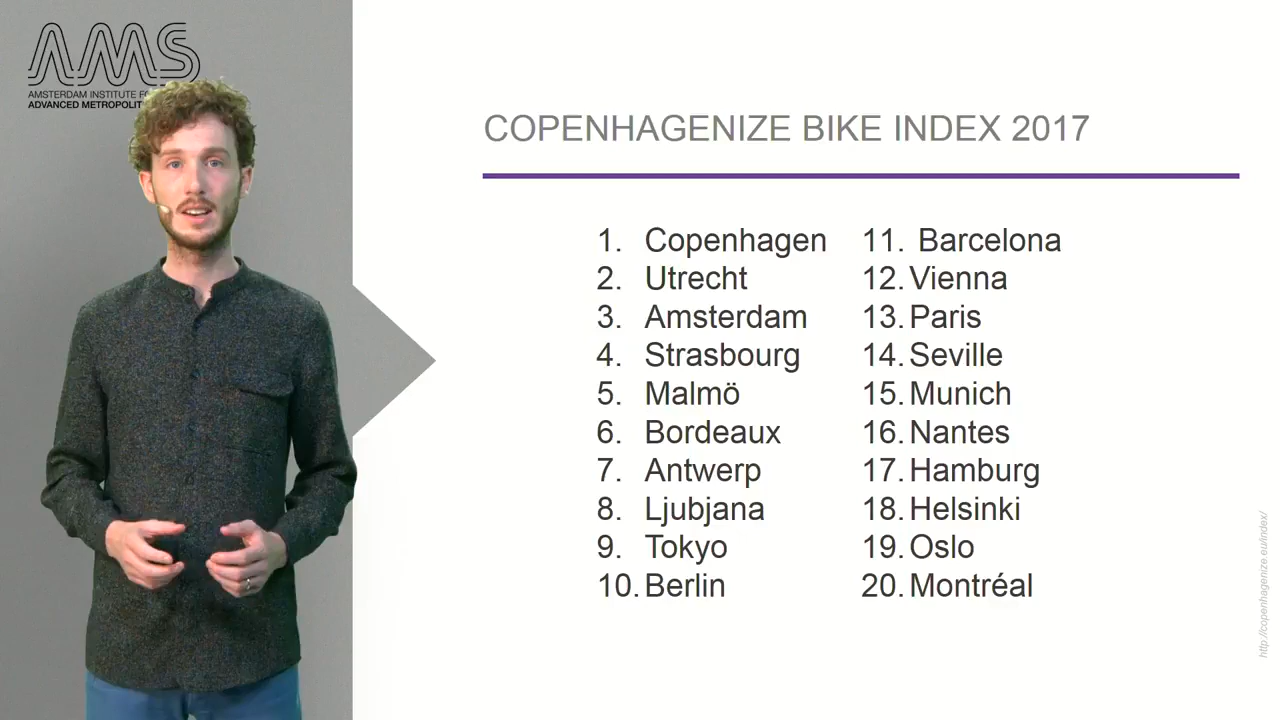 AMS
AMSTERDAM INSTITUTE F
ADVANCED METROPOLIT
COPENHAGENIZE BIKE INDEX 2017
1. Copenhagen
2. Utrecht
3. Amsterdam
4. Strasbourg
5. Malmö
6. Bordeaux
7. Antwerp
8. Ljubjana
9. Tokyo
10. Berlin
11. Barcelona
12. Vienna
13. Paris
14. Seville
15. Munich
16. Nantes
17. Hamburg
18. Helsinki
19. Oslo
20. Montréal
http://copenhagenize.eu/index/